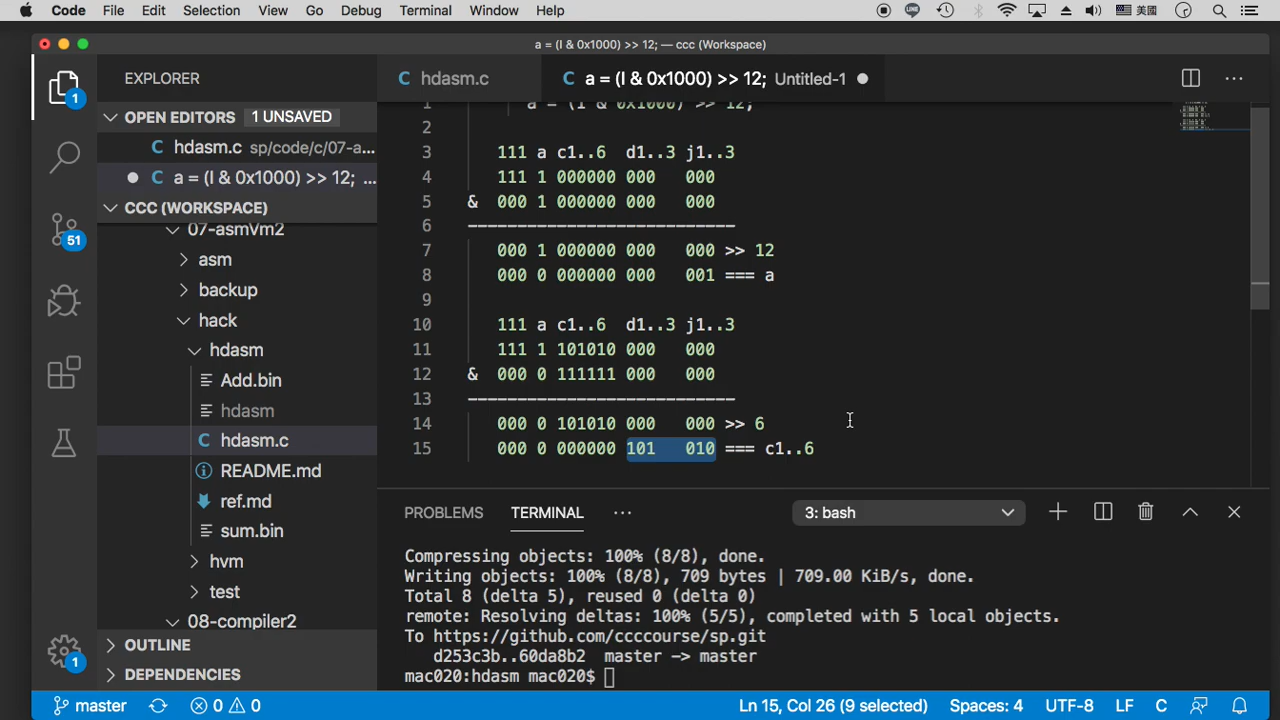 Code File Edit Selection View Go Debug Terminal Window Help 美國
a = (I & 0x1000) >> 12; — ccc (Workspace)
EXPLORER
hdasm.c
a = (I & 0x1000) >> 12; Untitled-1
OPEN EDITORS 1 UNSAVED
C hdasm.c sp/code/c/07-a...
C a = (I & 0x1000) >> 12; ...
CCC (WORKSPACE)
07-asmVm2
asm
backup
hack
hdasm
Add.bin
hdasm
C hdasm.c
README.md
ref.md
sum.bin
hvm
test
08-compiler2
OUTLINE
DEPENDENCIES
1
51
1
1 a = (I & 0x1000) >> 12;
2
3 111 a c1..6 d1..3 j1..3
4 111 1 000000 000 000
5 & 000 1 000000 000 000
6 --------------------------
7 000 1 000000 000 000 >> 12
8 000 0 000000 000 001 === a
9
10 111 a c1..6 d1..3 j1..3
11 111 1 101010 000 000
12 & 000 0 111111 000 000
13 --------------------------
14 000 0 101010 000 000 >> 6
15 000 0 000000 101 010 === c1..6
PROBLEMS TERMINAL ... 3: bash
Compressing objects: 100% (8/8), done.
Writing objects: 100% (8/8), 709 bytes | 709.00 KiB/s, done.
Total 8 (delta 5), reused 0 (delta 0)
remote: Resolving deltas: 100% (5/5), completed with 5 local objects.
To https://github.com/ccccourse/sp.git
d253c3b..60da8b2 master -> master
mac020:hdasm mac020$
master 0 0 Ln 15, Col 26 (9 selected) Spaces: 4 UTF-8 LF C